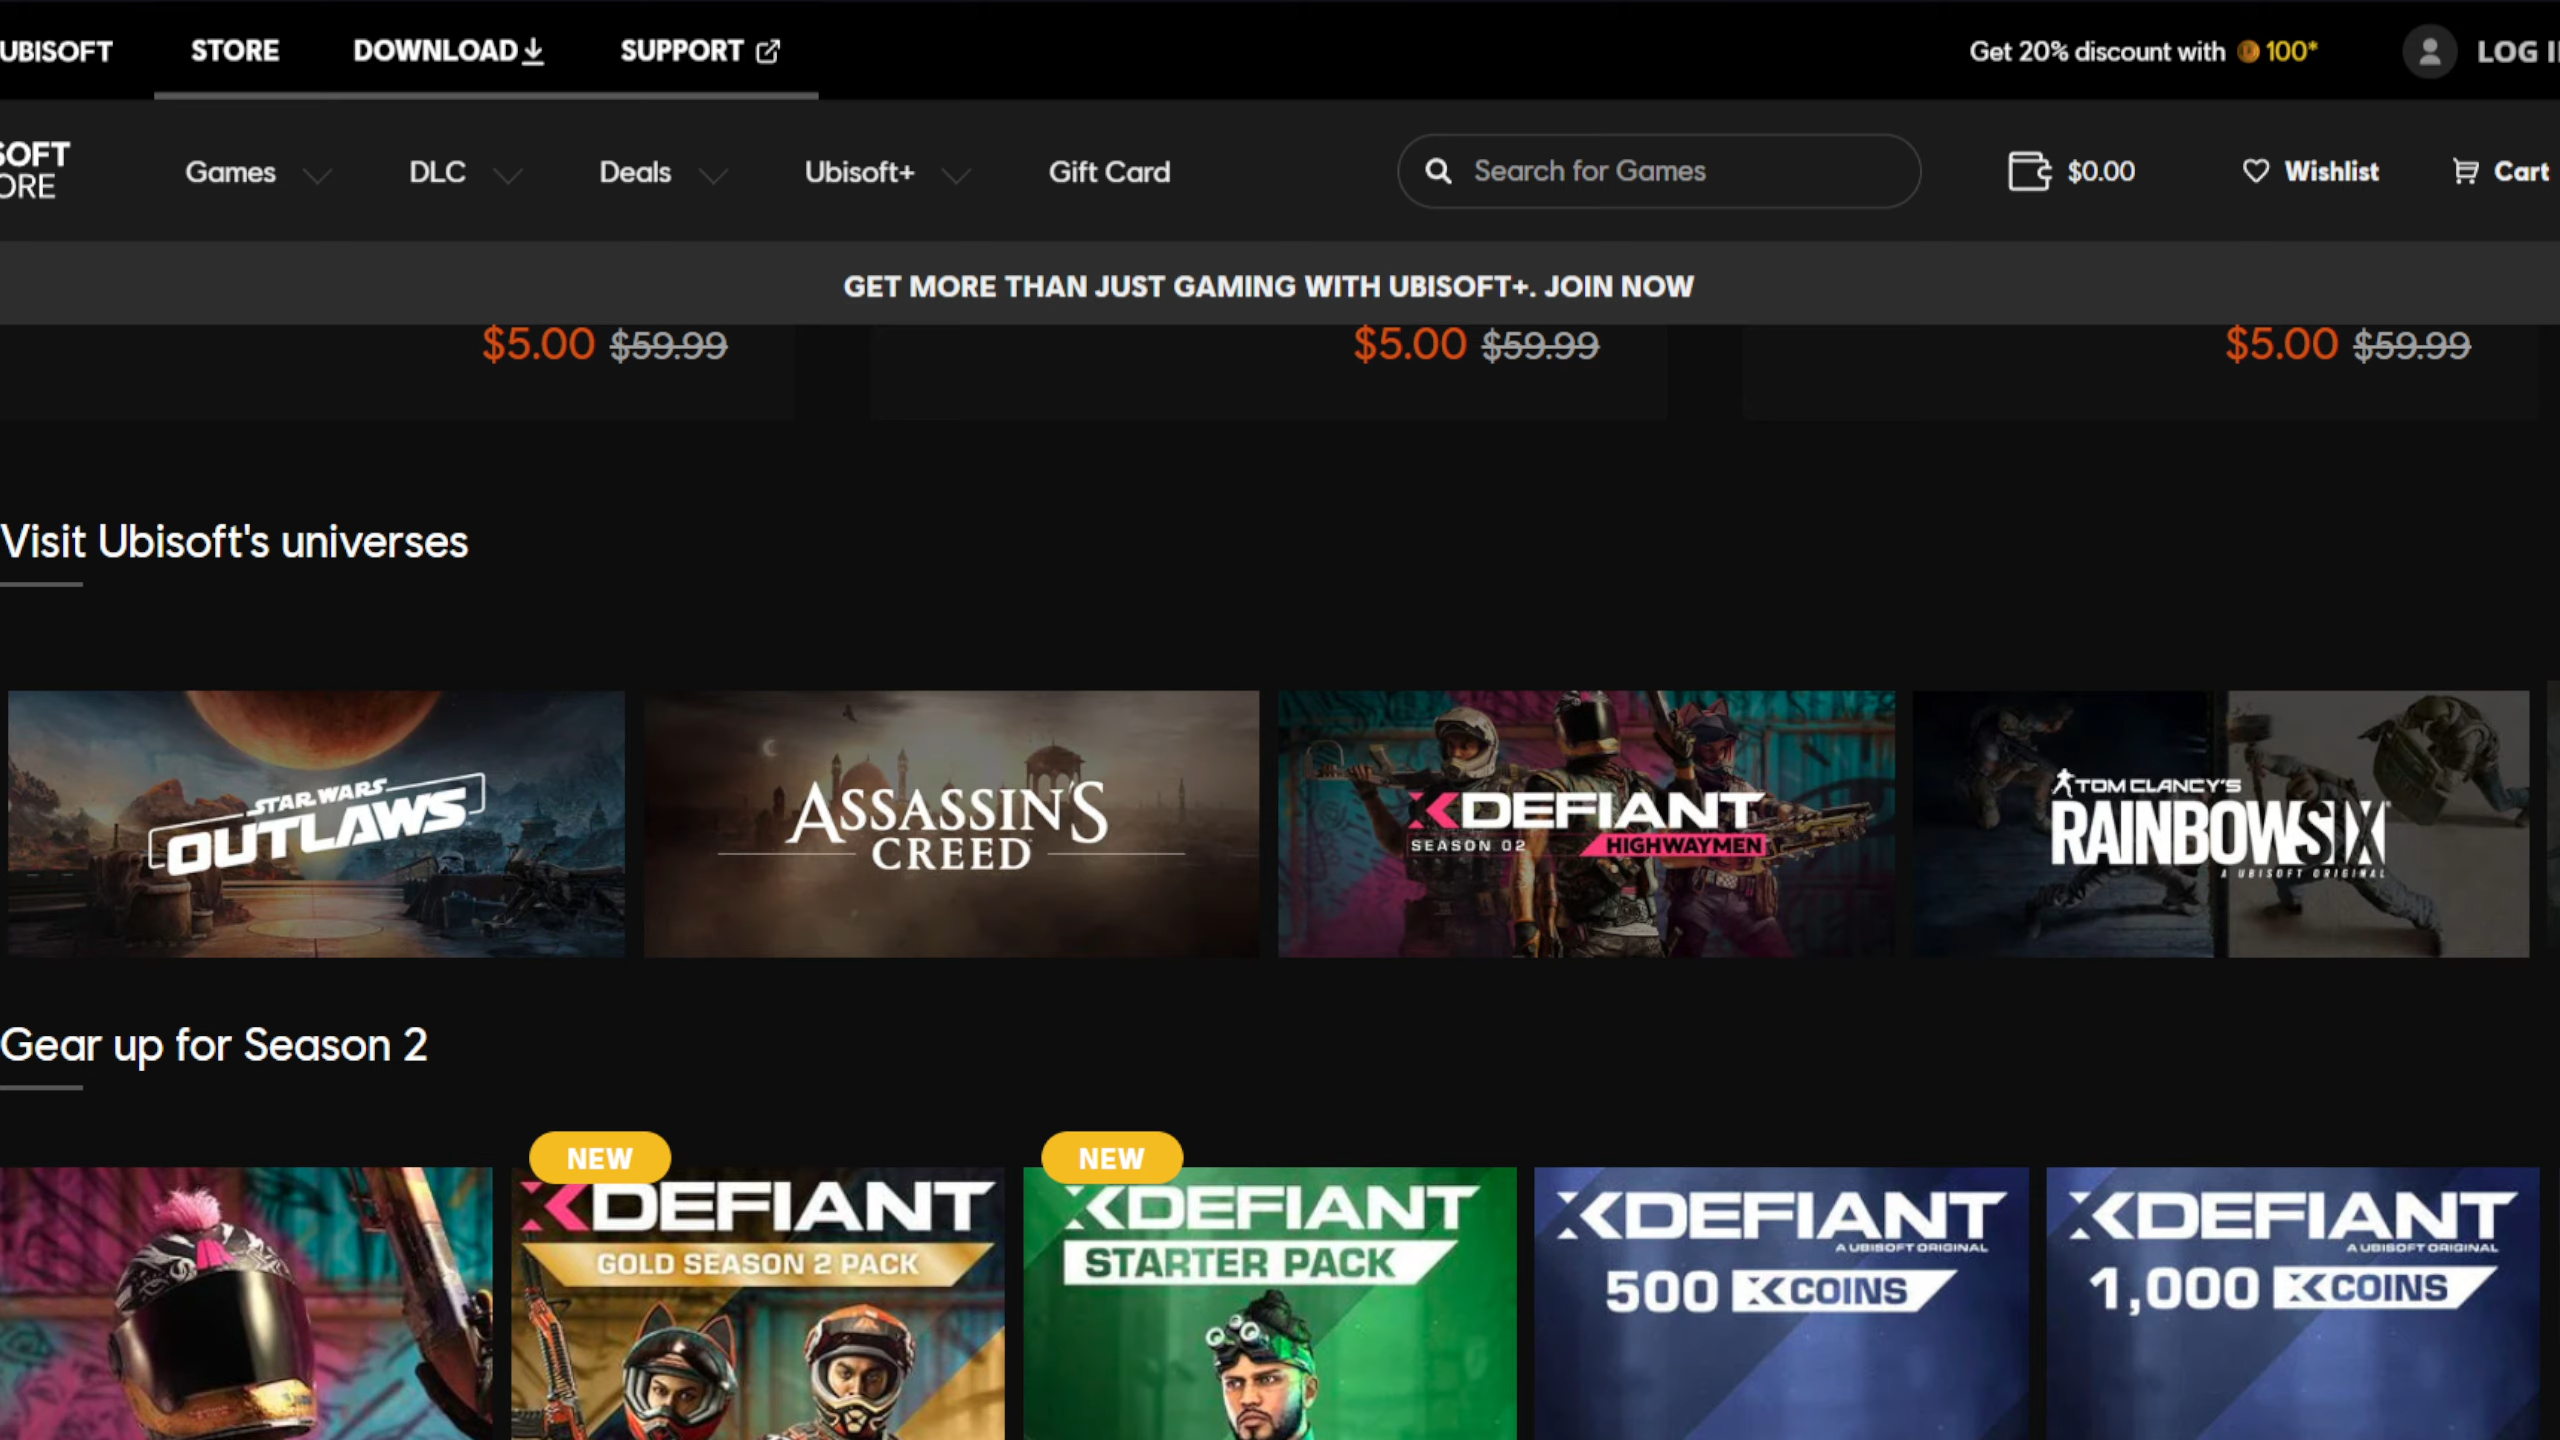 UBISOFT STORE DOWNLOAD SUPPORT Get 20% discount with 100* LOG I
SOFT
ORE
Games DLC Deals Ubisoft+ Gift Card Search for Games $0.00 Wishlist Cart
GET MORE THAN JUST GAMING WITH UBISOFT+. JOIN NOW
$5.00 $59.99 $5.00 $59.99 $5.00 $59.99
Visit Ubisoft's universes
STAR WARS
OUTLAWS
ASSASSIN'S
CREED
XDEFIANT
SEASON 02 HIGHWAYMEN
TOM CLANCY'S
RAINBOW SIX
A UBISOFT ORIGINAL
Gear up for Season 2
NEW
XDEFIANT
GOLD SEASON 2 PACK
NEW
XDEFIANT
STARTER PACK
XDEFIANT
A UBISOFT ORIGINAL
500 XCOINS
XDEFIANT
A UBISOFT ORIGINAL
1,000 XCOINS